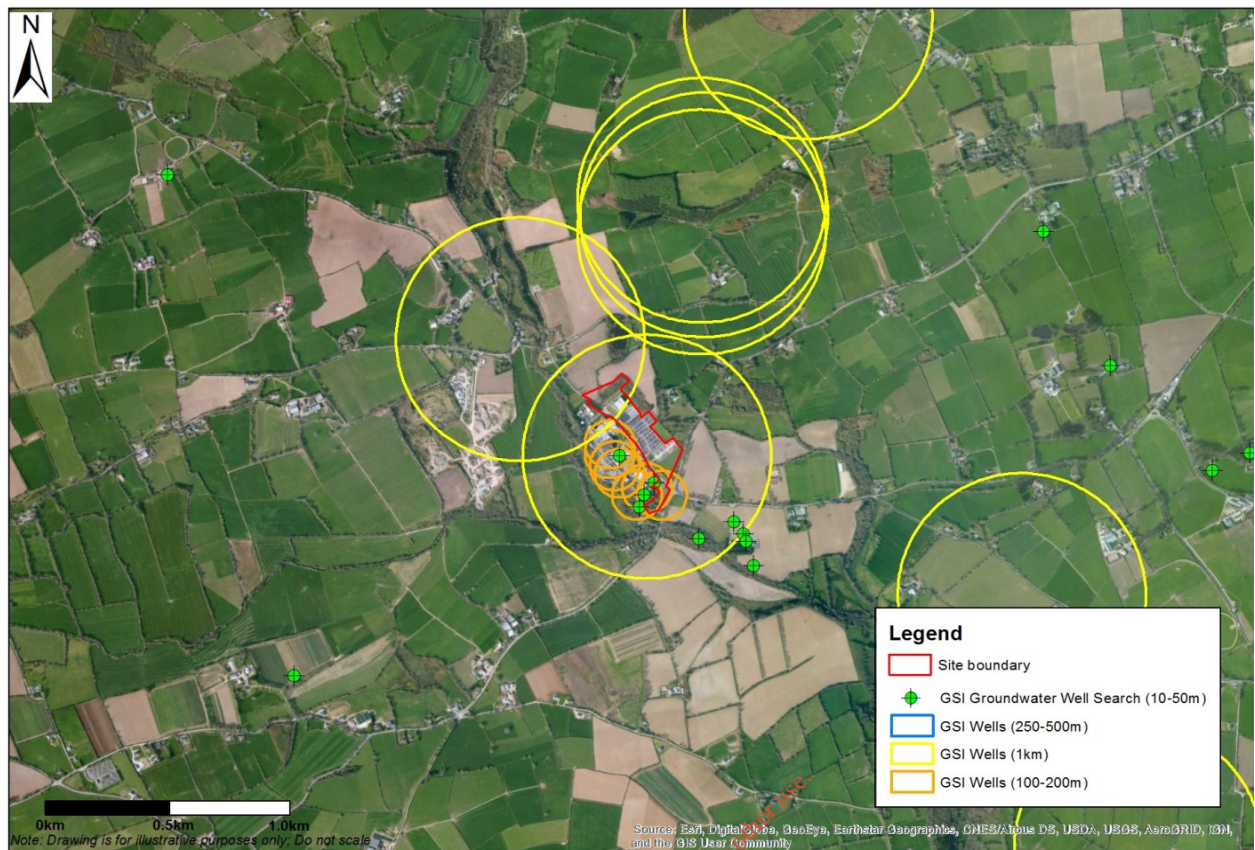 N
Legend
Site boundary
GSI Groundwater Well Search (10-50m)
GSI Wells (250-500m)
GSI Wells (1km)
GSI Wells (100-200m)
0km 0.5km 1.0km
Note: Drawing is for illustrative purposes only; Do not scale
Source: Esri, DigitalGlobe, GeoEye, Earthstar Geographics, CNES/Airbus DS, USDA, USGS, AeroGRID, IGN,
and the GIS User Community
other use.